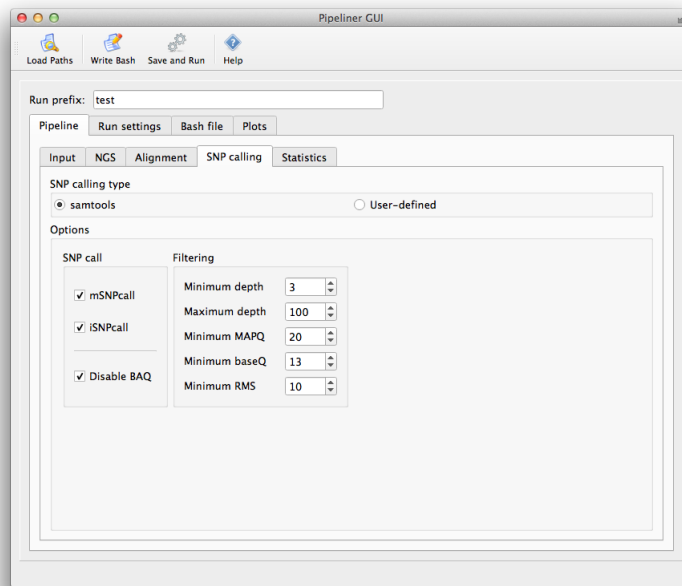 Pipeliner GUI
Load Paths Write Bash Save and Run Help
Run prefix: test
Pipeline Run settings Bash file Plots
Input NGS Alignment SNP calling Statistics
SNP calling type
samtools User-defined
Options
SNP call Filtering
mSNPcall
iSNPcall
Disable BAQ
Minimum depth 3
Maximum depth 100
Minimum MAPQ 20
Minimum baseQ 13
Minimum RMS 10